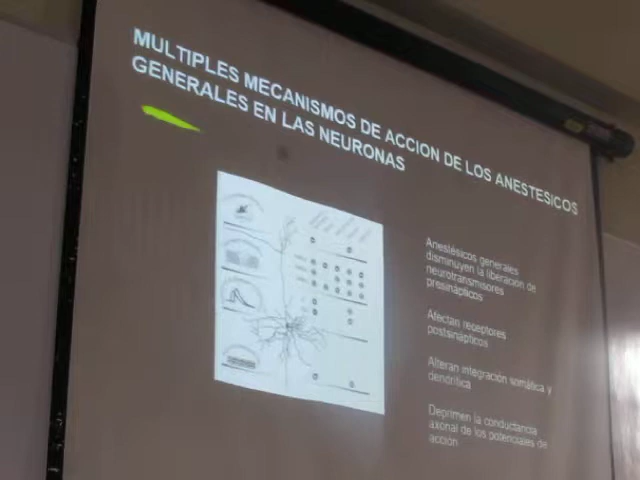 MULTIPLES MECANISMOS DE ACCION DE LOS ANESTESICOS
GENERALES EN LAS NEURONAS
Anestésicos generales
disminuyen la liberación de
neurotransmisores
presinápticos
Afectan receptores
postsinápticos
Alteran integración somática y
dendrítica
Deprimen la conductancia
axonal de los potenciales de
acción